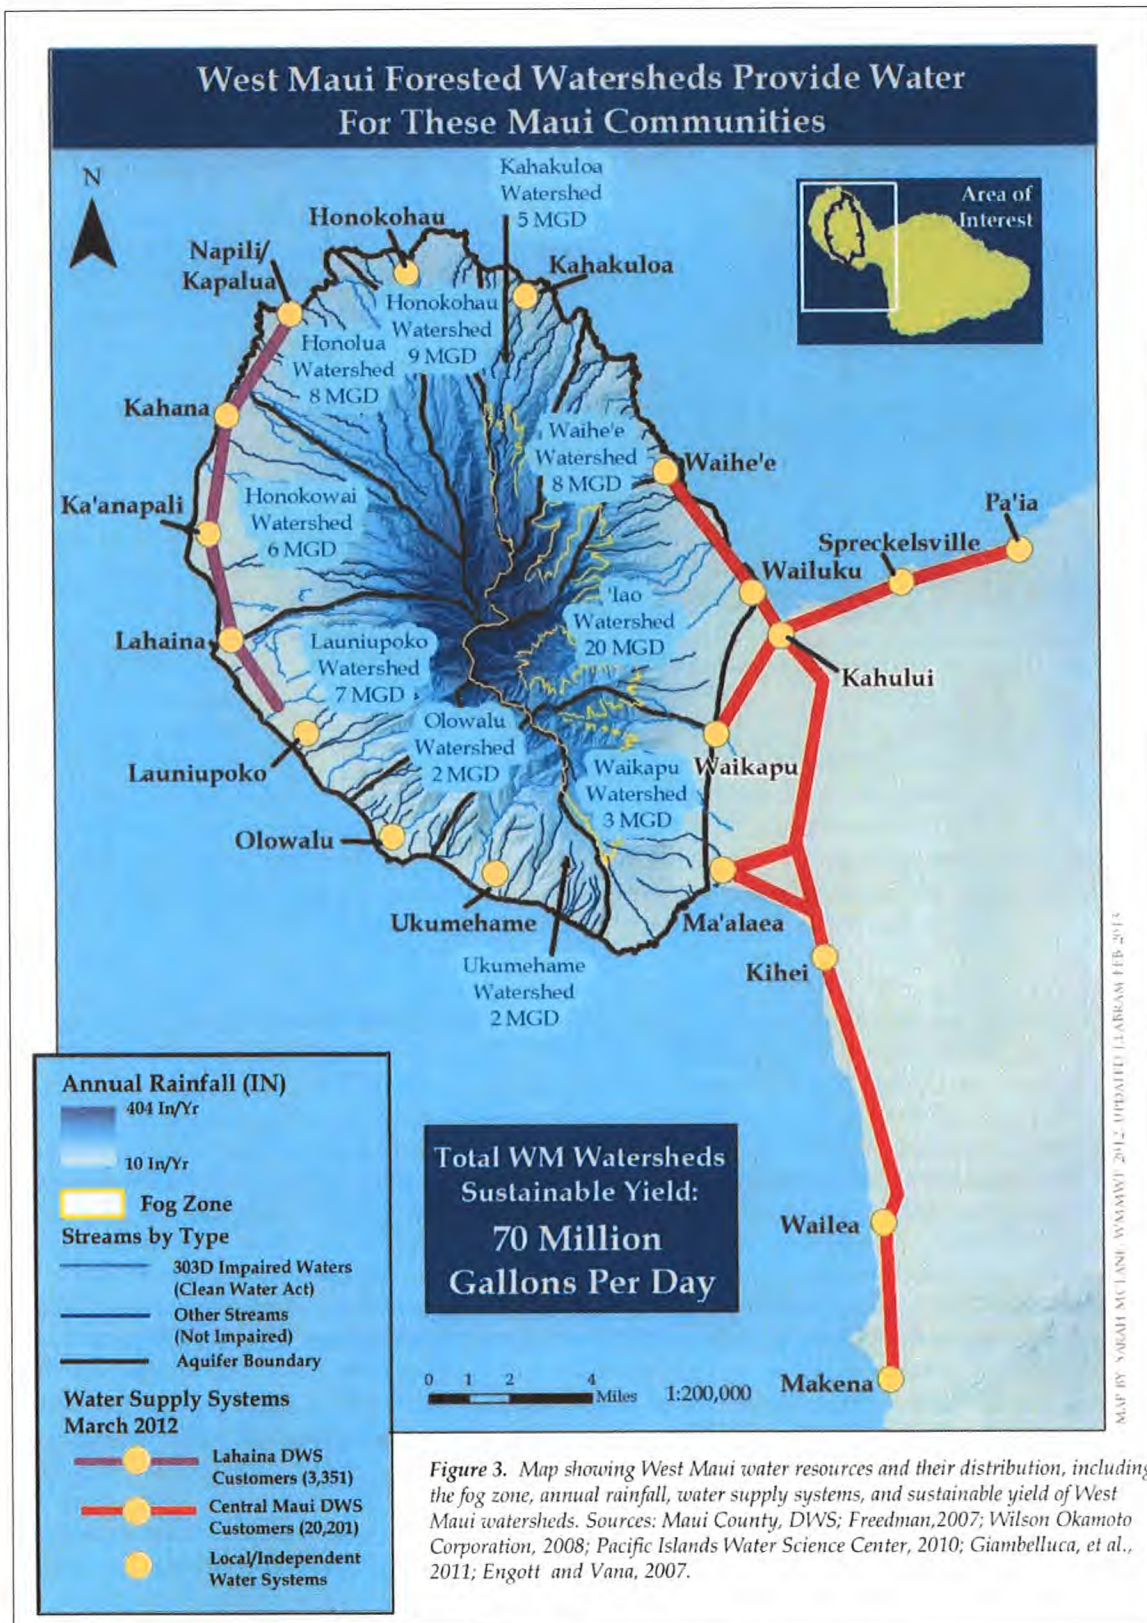 West Maui Forested Watersheds Provide Water
For These Maui Communities
N
Area of
Interest
Kahakuloa
Watershed
5 MGD
Honokohau
Napili/
Kapalua
Kahakuloa
Honokohau
Watershed
9 MGD
Honolua
Watershed
8 MGD
Kahana
Waihe'e
Watershed
8 MGD
Waihe'e
Ka'anapali
Honokowai
Watershed
6 MGD
Pa'ia
Spreckelsville
Wailuku
'Iao
Watershed
20 MGD
Lahaina
Launiupoko
Watershed
7 MGD
Kahului
Olowalu
Watershed
2 MGD
Launiupoko
Waikapu
Watershed
3 MGD
Waikapu
Olowalu
Ukumehame
Ma'alaea
Ukumehame
Watershed
2 MGD
Kihei
Wailea
Makena
Total WM Watersheds
Sustainable Yield:
70 Million
Gallons Per Day
0 1 2 4
Miles 1:200,000
Annual Rainfall (IN)
404 In/Yr
10 In/Yr
Fog Zone
Streams by Type
303D Impaired Waters
(Clean Water Act)
Other Streams
(Not Impaired)
Aquifer Boundary
Water Supply Systems
March 2012
Lahaina DWS
Customers (3,351)
Central Maui DWS
Customers (20,201)
Local/Independent
Water Systems
MAP BY SARAH MCLANE WMMWP 2012. UPDATED FEB 2013
Figure 3. Map showing West Maui water resources and their distribution, including
the fog zone, annual rainfall, water supply systems, and sustainable yield of West
Maui watersheds. Sources: Maui County, DWS; Freedman,2007; Wilson Okamoto
Corporation, 2008; Pacific Islands Water Science Center, 2010; Giambelluca, et al.,
2011; Engott and Vana, 2007.